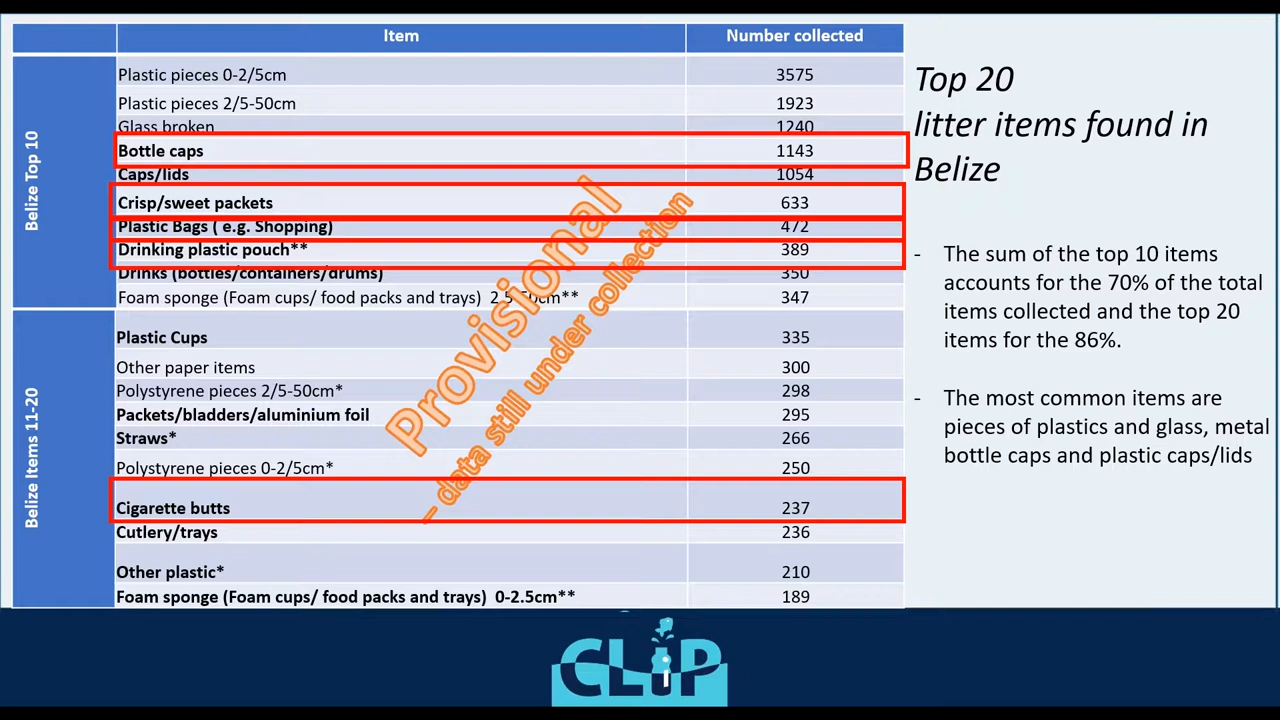 Item Number collected
Belize Top 10
Plastic pieces 0-2/5cm 3575
Plastic pieces 2/5-50cm 1923
Glass broken 1240
Bottle caps 1143
Caps/lids 1054
Crisp/sweet packets 633
Plastic Bags ( e.g. Shopping) 472
Drinking plastic pouch** 389
Drinks (bottles/containers/drums) 350
Foam sponge (Foam cups/ food packs and trays) 2.5-50cm** 347
Belize Items 11-20
Plastic Cups 335
Other paper items 300
Polystyrene pieces 2/5-50cm* 298
Packets/bladders/aluminium foil 295
Straws* 266
Polystyrene pieces 0-2/5cm* 250
Cigarette butts 237
Cutlery/trays 236
Other plastic* 210
Foam sponge (Foam cups/ food packs and trays) 0-2.5cm** 189
Provisional
– data still under collection
Top 20
litter items found in
Belize
- The sum of the top 10 items
accounts for the 70% of the total
items collected and the top 20
items for the 86%.
- The most common items are
pieces of plastics and glass, metal
bottle caps and plastic caps/lids
CLiP